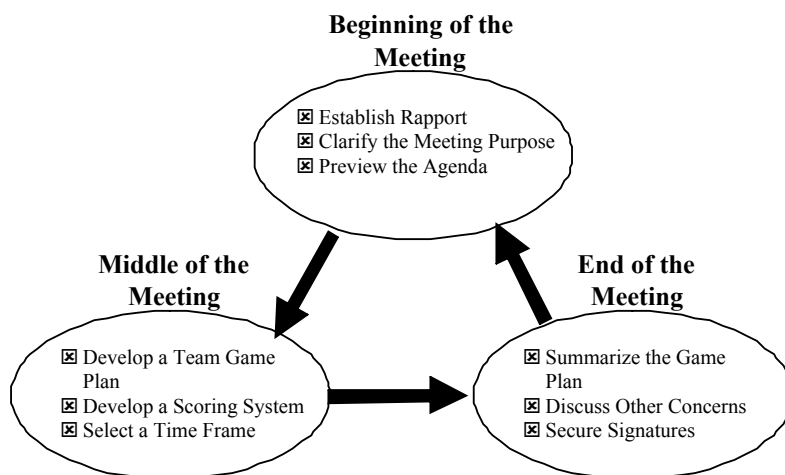 Beginning of the
Meeting
☒ Establish Rapport
☒ Clarify the Meeting Purpose
☒ Preview the Agenda
Middle of the
Meeting
☒ Develop a Team Game
Plan
☒ Develop a Scoring System
☒ Select a Time Frame
End of the
Meeting
☒ Summarize the Game
Plan
☒ Discuss Other Concerns
☒ Secure Signatures